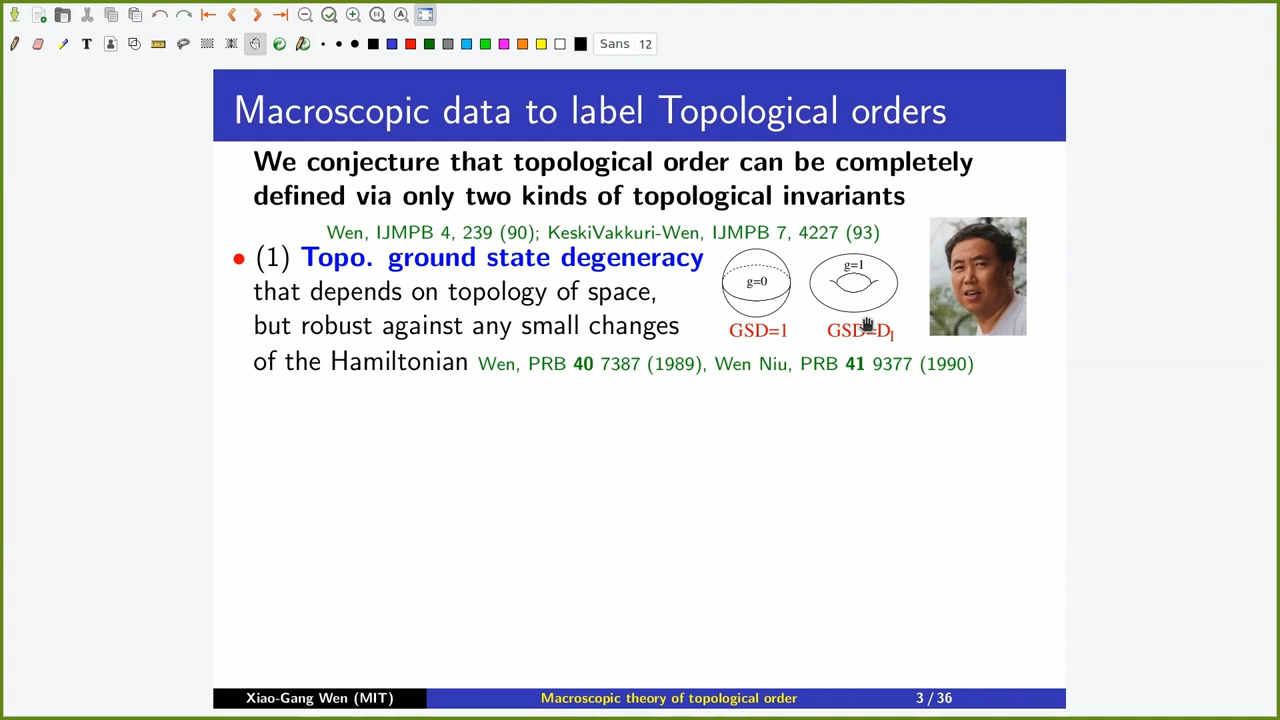 Sans 12
Macroscopic data to label Topological orders
We conjecture that topological order can be completely
defined via only two kinds of topological invariants
Wen, IJMPB 4, 239 (90); KeskiVakkuri-Wen, IJMPB 7, 4227 (93)
• (1) Topo. ground state degeneracy
that depends on topology of space,
but robust against any small changes
of the Hamiltonian Wen, PRB 40 7387 (1989), Wen Niu, PRB 41 9377 (1990)
g=0
g=1
GSD=1
GSD=D1
Xiao-Gang Wen (MIT)
Macroscopic theory of topological order
3 / 36